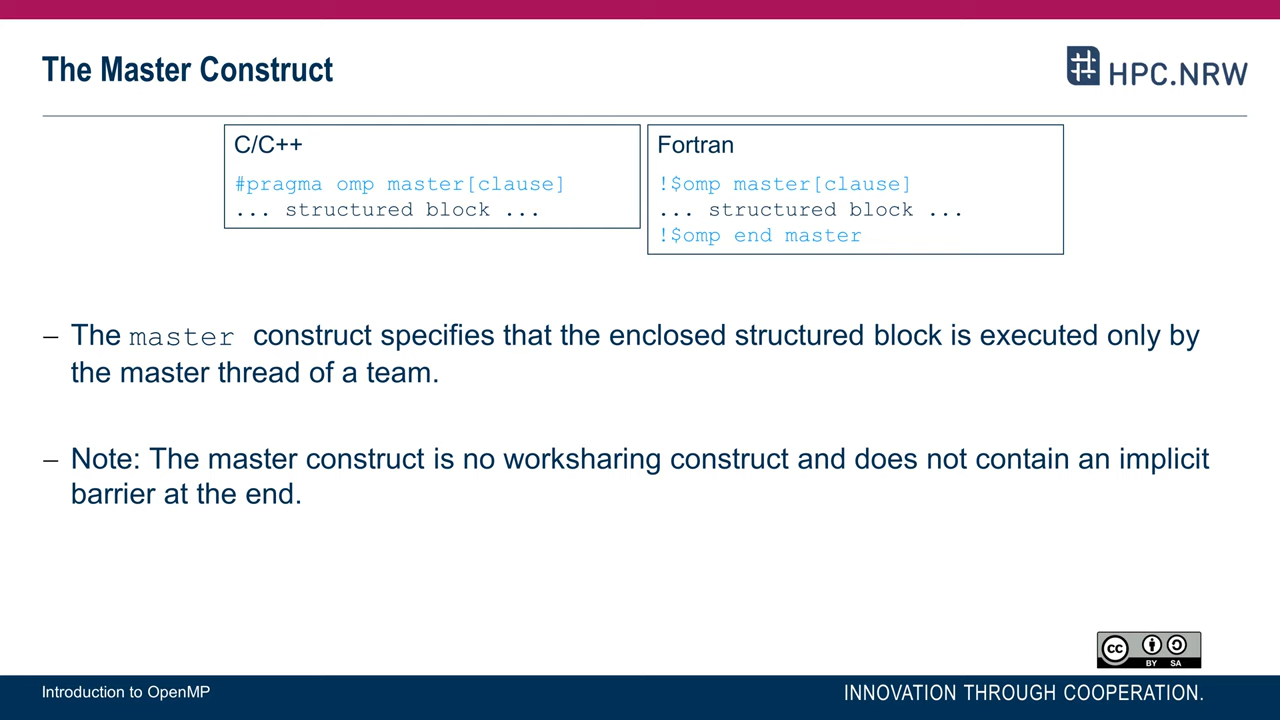 The Master Construct
HPC.NRW
C/C++
#pragma omp master[clause]
... structured block ...
Fortran
!$omp master[clause]
... structured block ...
!$omp end master
– The master construct specifies that the enclosed structured block is executed only by
the master thread of a team.
– Note: The master construct is no worksharing construct and does not contain an implicit
barrier at the end.
cc
BY SA
Introduction to OpenMP
INNOVATION THROUGH COOPERATION.